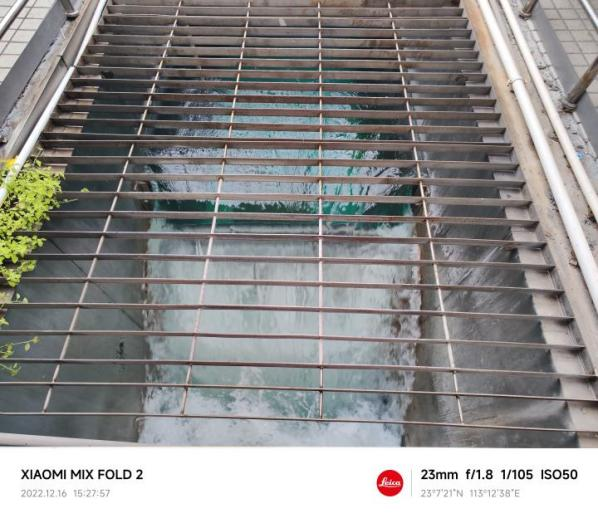 XIAOMI MIX FOLD 2
2022.12.16 15:27:57
Leica
23mm f/1.8 1/105 ISO50
23°7'21"N 113°12'38"E